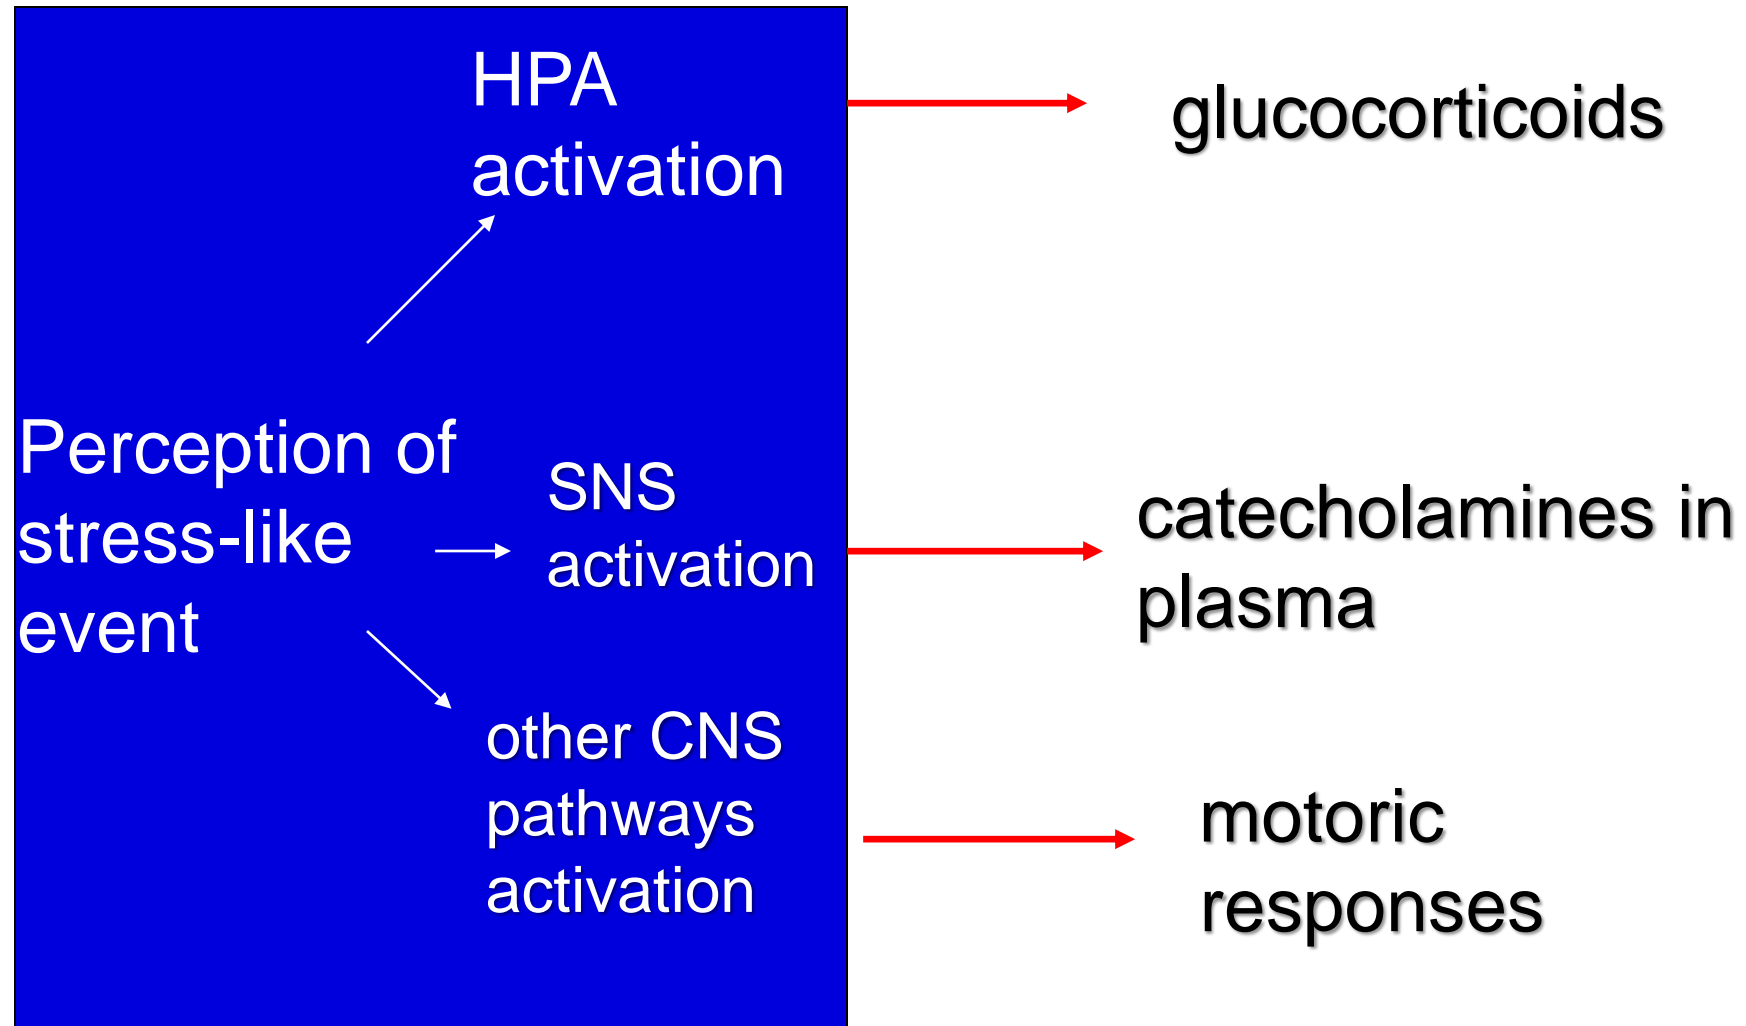 HPA
activation
glucocorticoids
Perception of
stress-like
event
SNS
activation
catecholamines in
plasma
other CNS
pathways
activation
motoric
responses